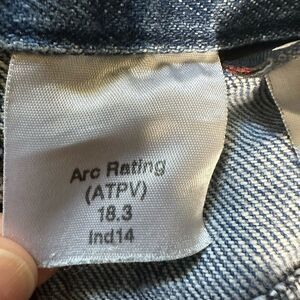 Arc Rating
(ATPV)
18.3
Ind14